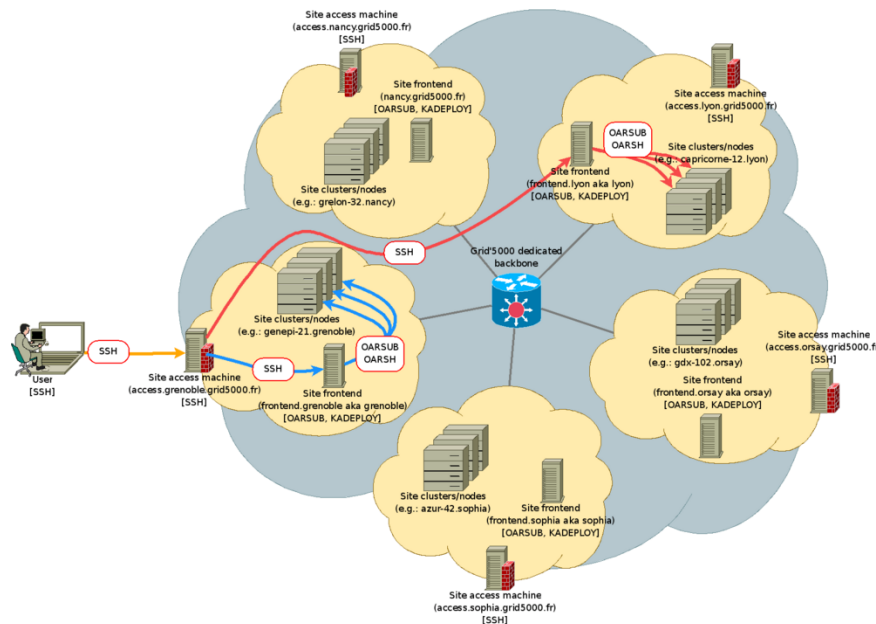 Site access machine
(access.nancy.grid5000.fr)
[SSH]
Site frontend
(nancy.grid5000.fr)
[OARSUB, KADEPLOY]
Site clusters/nodes
(e.g.: grelon-32.nancy)
Site access machine
(access.lyon.grid5000.fr)
[SSH]
OARSUB
OARSH
Site clusters/nodes
(e.g.: capricorne-12.lyon)
Site frontend
(frontend.lyon aka lyon)
[OARSUB, KADEPLOY]
SSH
Grid'5000 dedicated
backbone
Site clusters/nodes
(e.g.: genepi-21.grenoble)
OARSUB
OARSH
SSH
SSH
User
[SSH]
Site access machine
(access.grenoble.grid5000.fr)
[SSH]
Site frontend
(frontend.grenoble aka grenoble)
[OARSUB, KADEPLOY]
Site clusters/nodes
(e.g.: gdx-102.orsay)
Site access machine
(access.orsay.grid5000.fr)
[SSH]
Site frontend
(frontend.orsay aka orsay)
[OARSUB, KADEPLOY]
Site clusters/nodes
(e.g.: azur-42.sophia)
Site frontend
(frontend.sophia aka sophia)
[OARSUB, KADEPLOY]
Site access machine
(access.sophia.grid5000.fr)
[SSH]